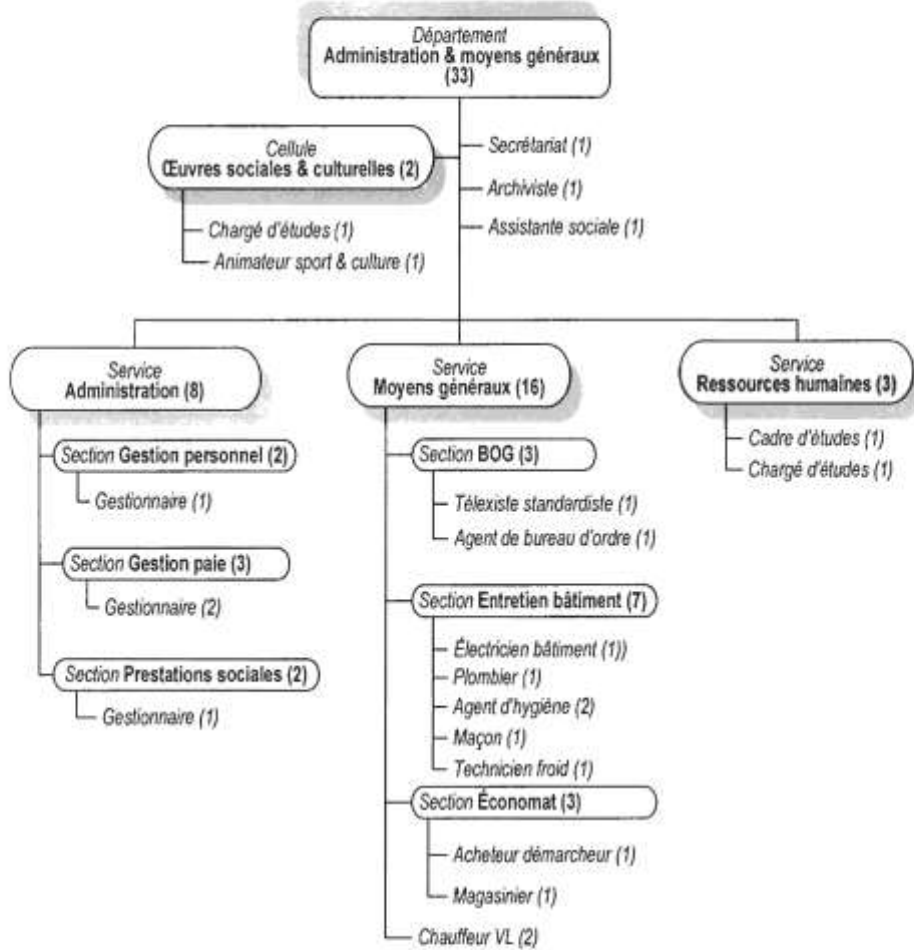 Département
Administration & moyens généraux
(33)
Cellule
Œuvres sociales & culturelles (2)
Chargé d'études (1)
Animateur sport & culture (1)
Secrétariat (1)
Archiviste (1)
Assistante sociale (1)
Service
Administration (8)
Section Gestion personnel (2)
Gestionnaire (1)
Section Gestion paie (3)
Gestionnaire (2)
Section Prestations sociales (2)
Gestionnaire (1)
Service
Moyens généraux (16)
Section BOG (3)
Télexiste standardiste (1)
Agent de bureau d'ordre (1)
Section Entretien bâtiment (7)
Électricien bâtiment (1))
Plombier (1)
Agent d'hygiène (2)
Maçon (1)
Technicien froid (1)
Section Économat (3)
Acheteur démarcheur (1)
Magasinier (1)
Chauffeur VL (2)
Service
Ressources humaines (3)
Cadre d'études (1)
Chargé d'études (1)